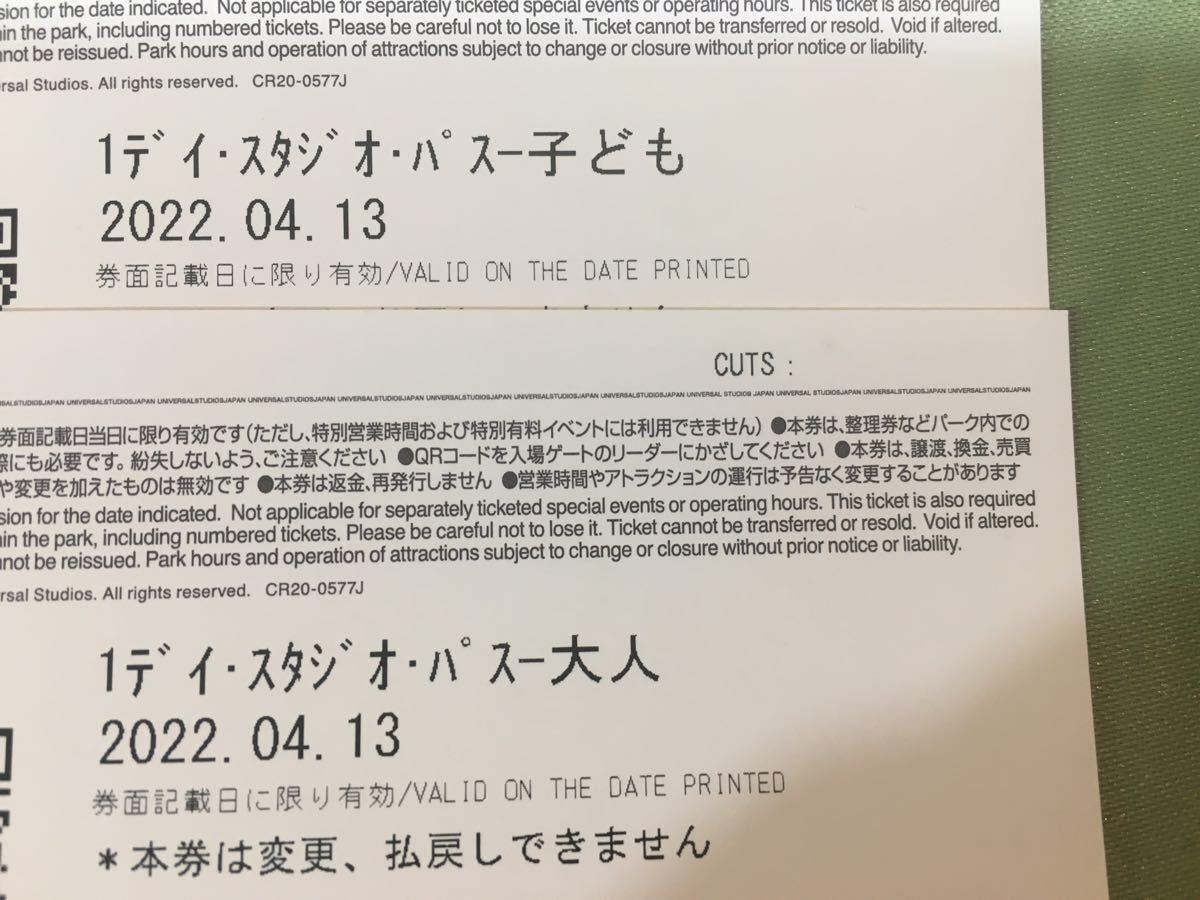 sion for the date indicated. Not applicable for separately ticketed special events or operating hours. This ticket is also required
in the park, including numbered tickets. Please be careful not to lose it. Ticket cannot be transferred or resold. Void if altered.
not be reissued. Park hours and operation of attractions subject to change or closure without prior notice or liability.
rsal Studios. All rights reserved. CR20-0577J
1ﾃﾞｲ･ｽﾀｼﾞｵ･ﾊﾟｽｰ子ども
2022.04.13
券面記載日に限り有効/VALID ON THE DATE PRINTED
CUTS :
UNIVERSALSTUDIOSJAPAN UNIVERSALSTUDIOSJAPAN UNIVERSALSTUDIOSJAPAN UNIVERSALSTUDIOSJAPAN UNIVERSALSTUDIOSJAPAN UNIVERSALSTUDIOSJAPAN UNIVERSAL STUDIOSJAPAN UNIVERSAL STUDIOS JAPAN UNIVERSALSTUDIOSJAPAN
券面記載日当日に限り有効です(ただし、特別営業時間および特別有料イベントには利用できません) ●本券は、整理券などパーク内での
際にも必要です。紛失しないよう、ご注意ください ●QRコードを入場ゲートのリーダーにかざしてください ●本券は、譲渡、換金、売買
や変更を加えたものは無効です ●本券は返金、再発行しません ●営業時間やアトラクションの運行は予告なく変更することがあります
sion for the date indicated. Not applicable for separately ticketed special events or operating hours. This ticket is also required
in the park, including numbered tickets. Please be careful not to lose it. Ticket cannot be transferred or resold. Void if altered.
not be reissued. Park hours and operation of attractions subject to change or closure without prior notice or liability.
rsal Studios. All rights reserved. CR20-0577J
1ﾃﾞｲ･ｽﾀｼﾞｵ･ﾊﾟｽｰ大人
2022.04.13
券面記載日に限り有効/VALID ON THE DATE PRINTED
*本券は変更、払戻しできません